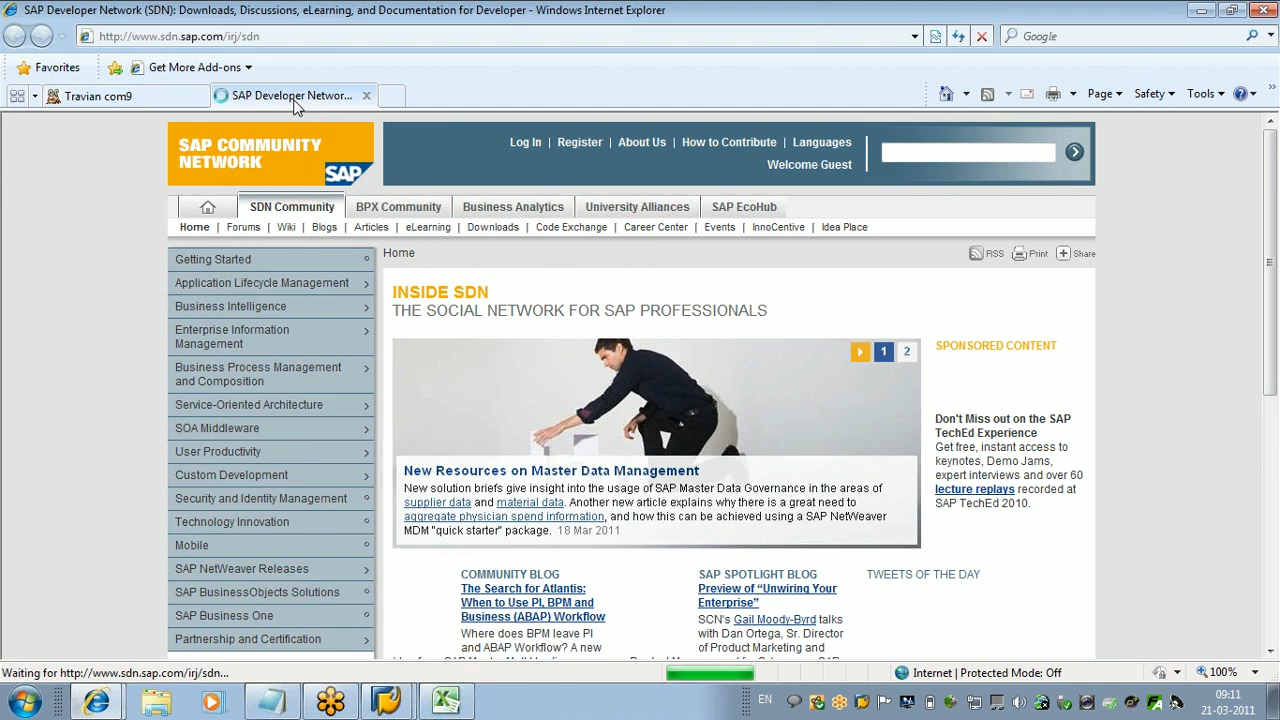 SAP Developer Network (SDN): Downloads, Discussions, eLearning, and Documentation for Developer - Windows Internet Explorer
http://www.sdn.sap.com/irj/sdn
Google
Favorites
Get More Add-ons
Travian com9
SAP Developer Networ...
Page
Safety
Tools
SAP COMMUNITY
NETWORK
SAP
Log In | Register | About Us | How to Contribute | Languages
Welcome Guest
SDN Community
BPX Community
Business Analytics
University Alliances
SAP EcoHub
Home | Forums | Wiki | Blogs | Articles | eLearning | Downloads | Code Exchange | Career Center | Events | InnoCentive | Idea Place
Getting Started
Application Lifecycle Management
Business Intelligence
Enterprise Information
Management
Business Process Management
and Composition
Service-Oriented Architecture
SOA Middleware
User Productivity
Custom Development
Security and Identity Management
Technology Innovation
Mobile
SAP NetWeaver Releases
SAP BusinessObjects Solutions
SAP Business One
Partnership and Certification
Home
RSS
Print
Share
INSIDE SDN
THE SOCIAL NETWORK FOR SAP PROFESSIONALS
1
2
New Resources on Master Data Management
New solution briefs give insight into the usage of SAP Master Data Governance in the areas of
supplier data and material data. Another new article explains why there is a great need to
aggregate physician spend information, and how this can be achieved using a SAP NetWeaver
MDM "quick starter" package. 18 Mar 2011
SPONSORED CONTENT
Don't Miss out on the SAP
TechEd Experience
Get free, instant access to
keynotes, Demo Jams,
expert interviews and over 60
lecture replays recorded at
SAP TechEd 2010.
COMMUNITY BLOG
The Search for Atlantis:
When to Use PI, BPM and
Business (ABAP) Workflow
Where does BPM leave PI
and ABAP Workflow? A new
SAP SPOTLIGHT BLOG
Preview of “Unwiring Your
Enterprise”
SCN's Gail Moody-Byrd talks
with Dan Ortega, Sr. Director
of Product Marketing and
TWEETS OF THE DAY
Waiting for http://www.sdn.sap.com/irj/sdn...
Internet | Protected Mode: Off
100%
EN
09:11
21-03-2011